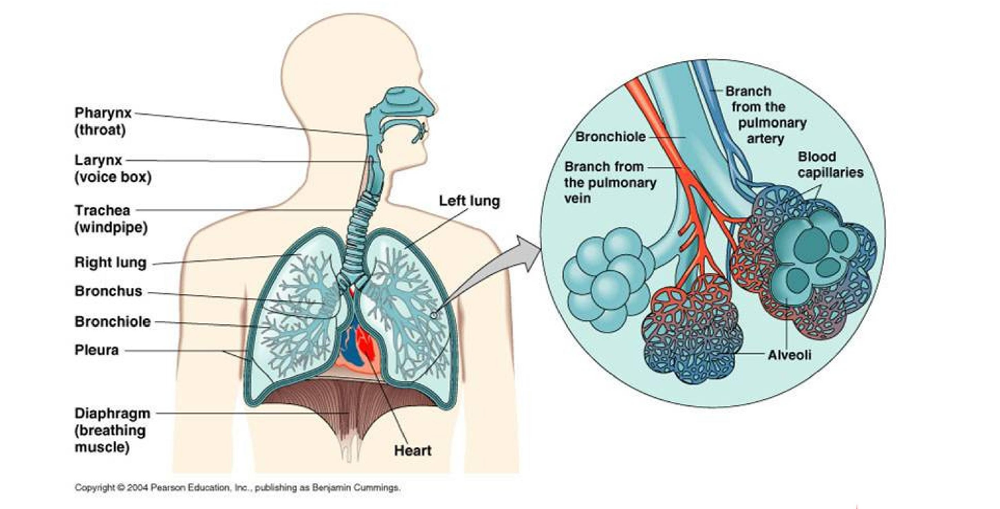 Pharynx
(throat)
Larynx
(voice box)
Trachea
(windpipe)
Right lung
Bronchus
Bronchiole
Pleura
Diaphragm
(breathing
muscle)
Left lung
Heart
Bronchiole
Branch from
the pulmonary
vein
Branch
from the
pulmonary
artery
Blood
capillaries
Alveoli
Copyright © 2004 Pearson Education, Inc., publishing as Benjamin Cummings.